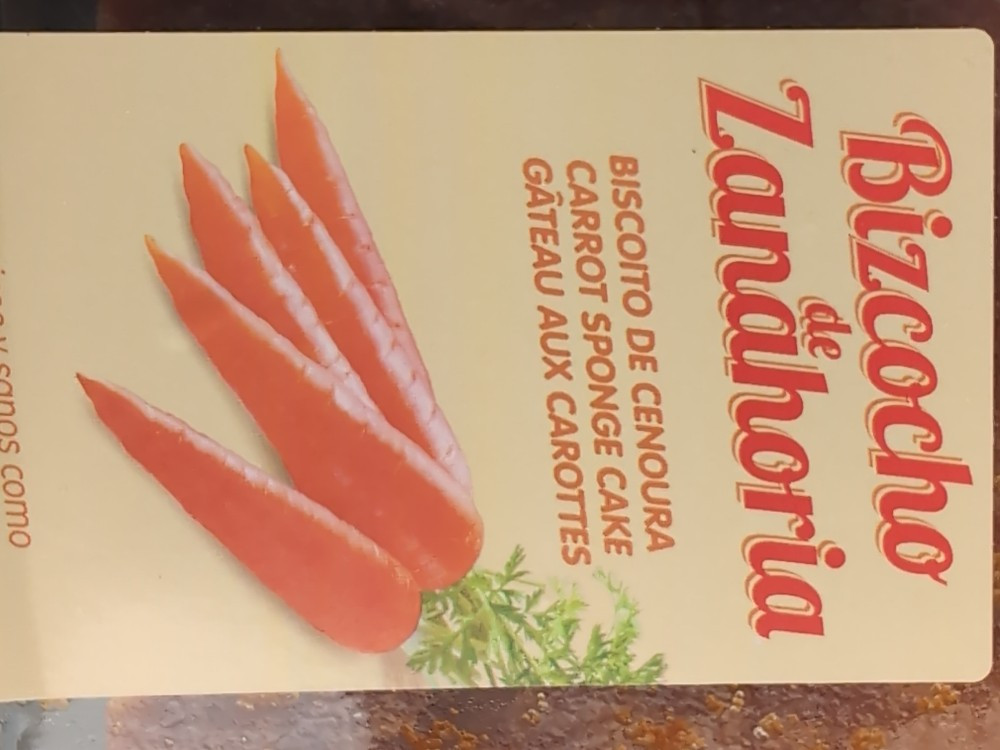 Bizcocho
de
Zanahoria
BISCOITO DE CENOURA
CARROT SPONGE CAKE
GÂTEAU AUX CAROTTES
y sanos como